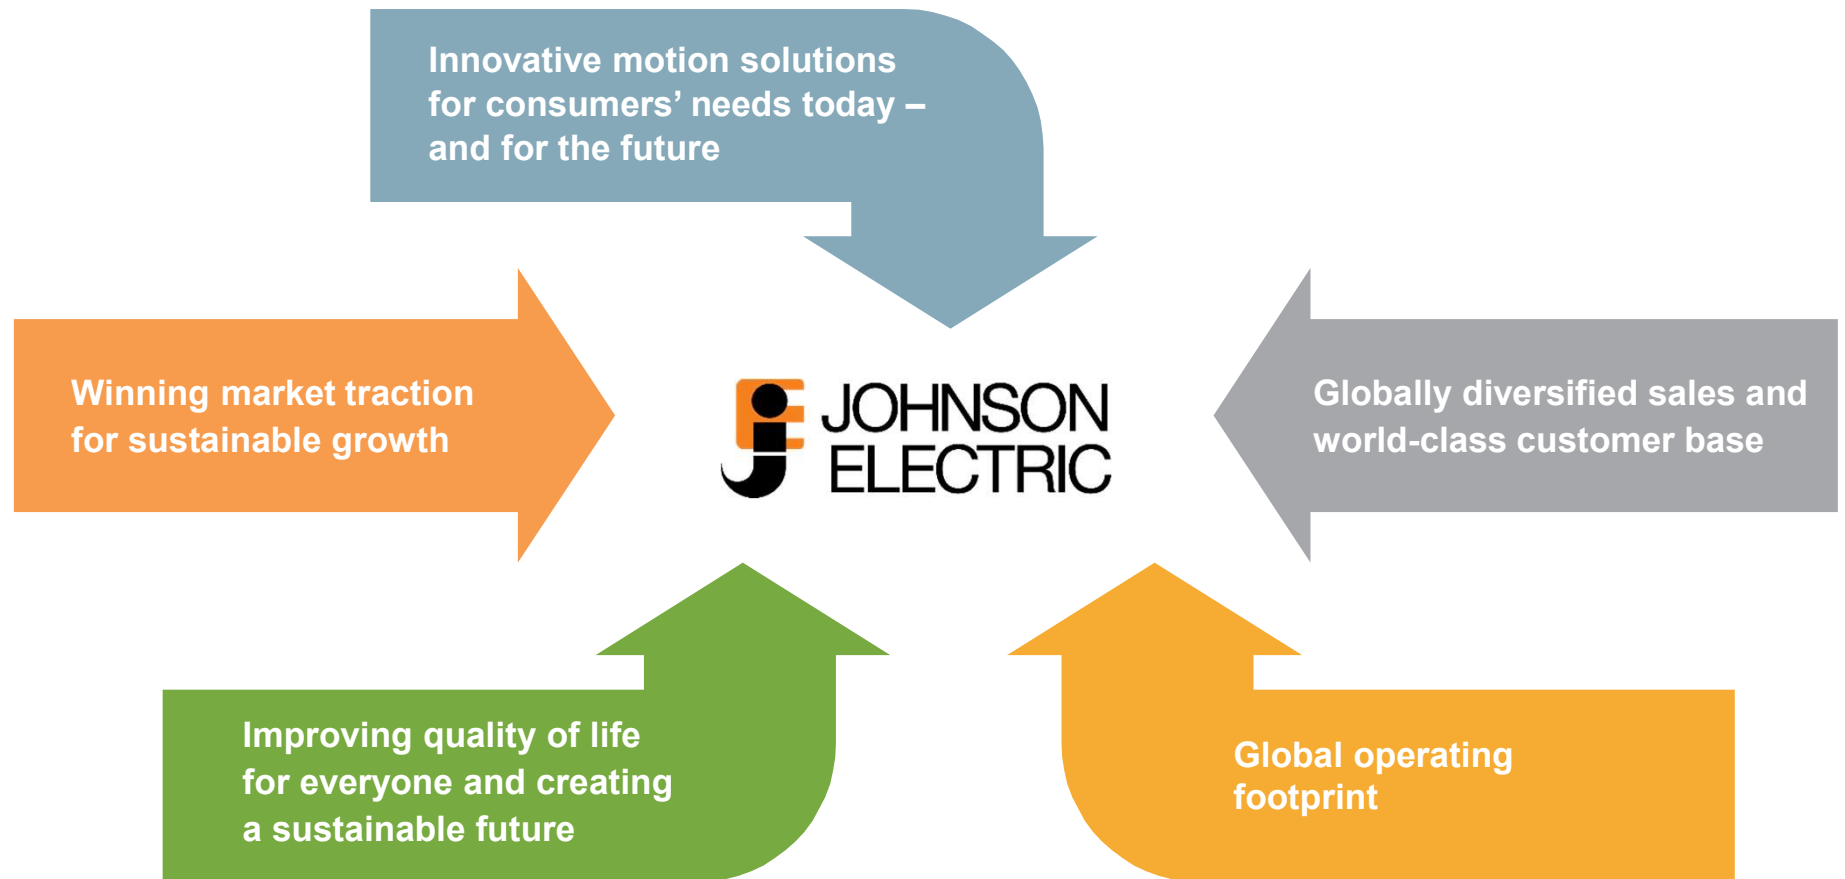 Innovative motion solutions
for consumers’ needs today –
and for the future
Winning market traction
for sustainable growth
JOHNSON
ELECTRIC
Globally diversified sales and
world-class customer base
Improving quality of life
for everyone and creating
a sustainable future
Global operating
footprint